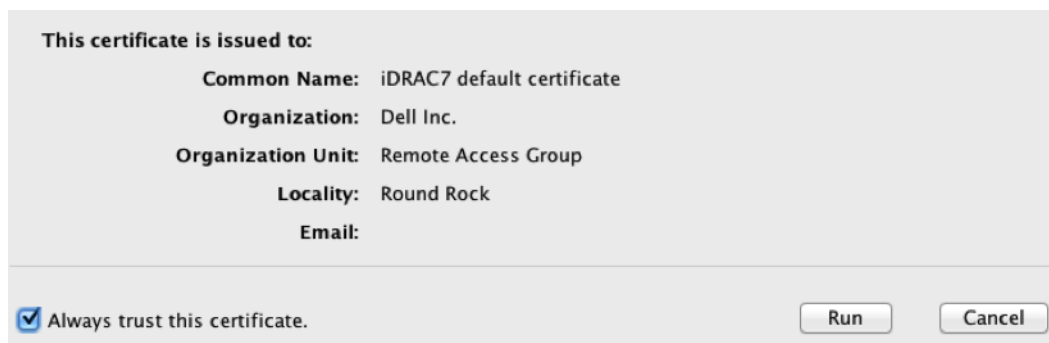 This certificate is issued to:
Common Name: iDRAC7 default certificate
Organization: Dell Inc.
Organization Unit: Remote Access Group
Locality: Round Rock
Email:
Always trust this certificate. Run Cancel